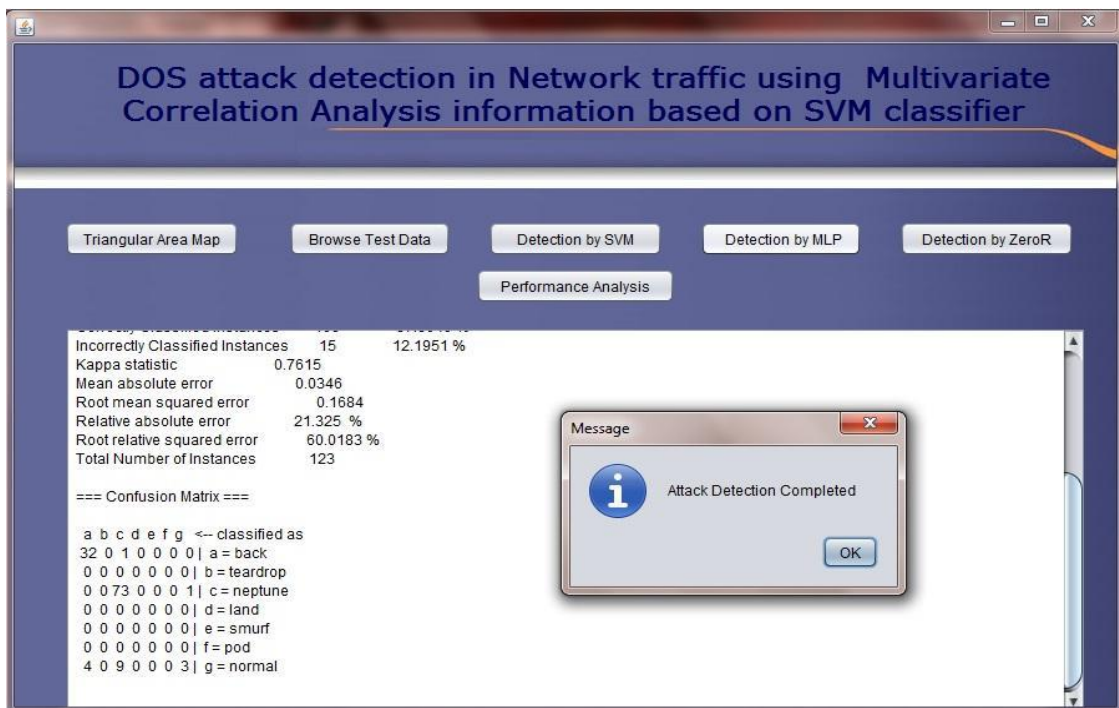 DOS attack detection in Network traffic using Multivariate
Correlation Analysis information based on SVM classifier
Triangular Area Map Browse Test Data Detection by SVM Detection by MLP Detection by ZeroR
Performance Analysis
Incorrectly Classified Instances 15 12.1951 %
Kappa statistic 0.7615
Mean absolute error 0.0346
Root mean squared error 0.1684
Relative absolute error 21.325 %
Root relative squared error 60.0183 %
Total Number of Instances 123
=== Confusion Matrix ===
a b c d e f g <-- classified as
32 0 1 0 0 0 0 | a = back
0 0 0 0 0 0 0 | b = teardrop
0 0 73 0 0 0 1 | c = neptune
0 0 0 0 0 0 0 | d = land
0 0 0 0 0 0 0 | e = smurf
0 0 0 0 0 0 0 | f = pod
4 0 9 0 0 0 3 | g = normal
Message
Attack Detection Completed
OK